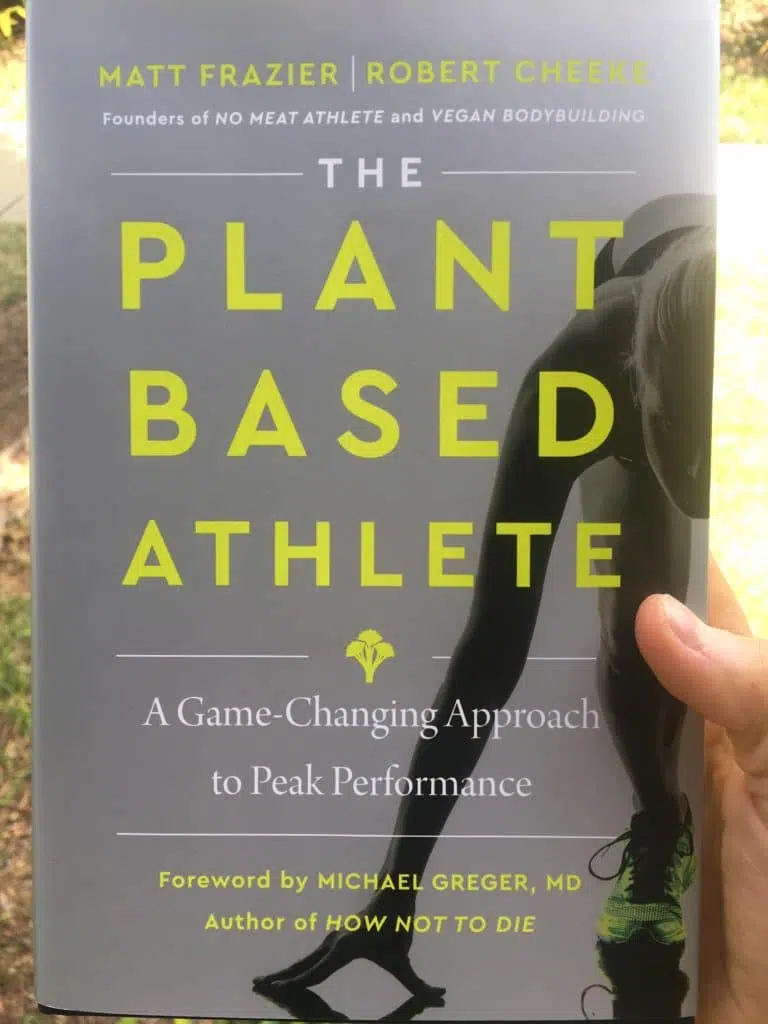 MATT FRAZIER | ROBERT CHEEKE
Founders of NO MEAT ATHLETE and VEGAN BODYBUILDING
THE
PLANT
BASED
ATHLETE
A Game-Changing Approach
to Peak Performance
Foreword by MICHAEL GREGER, MD
Author of HOW NOT TO DIE